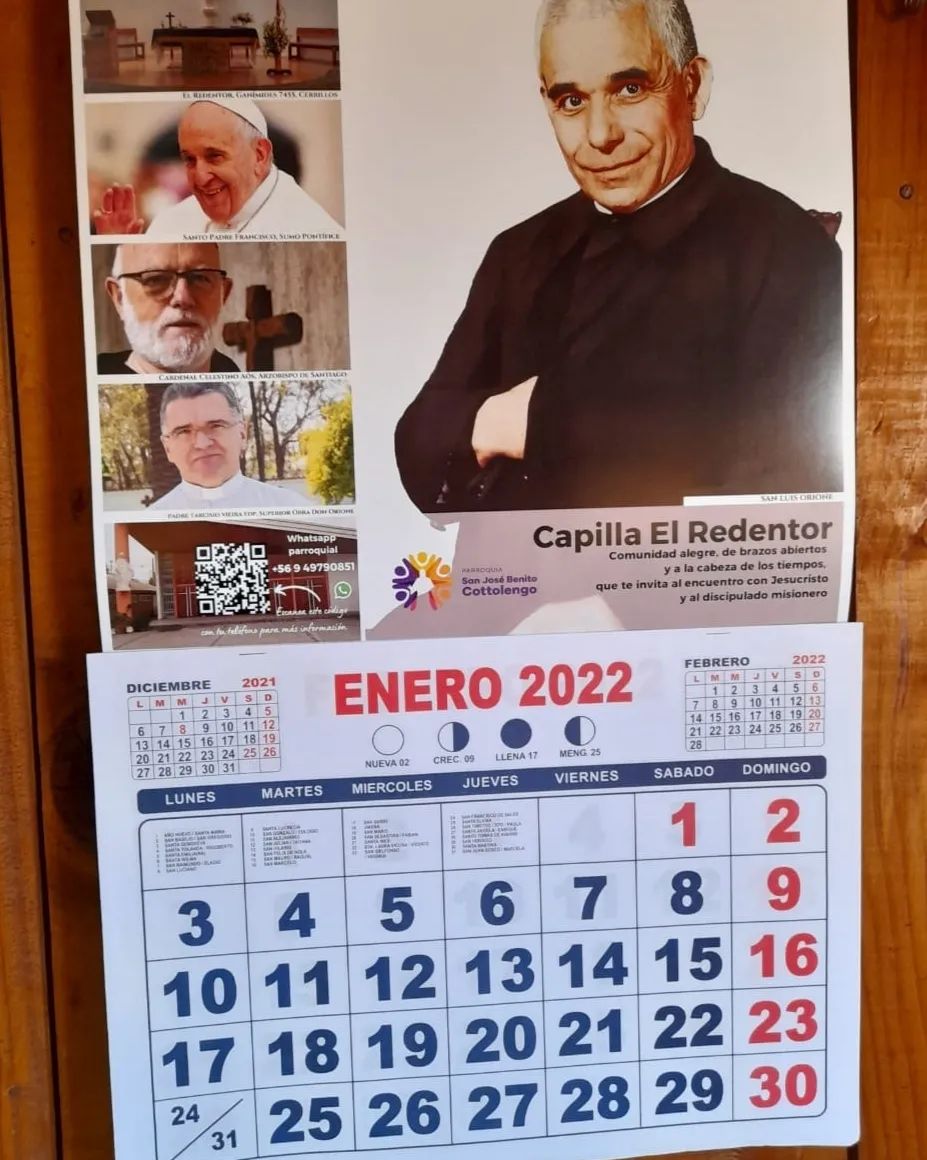 El Redentor, Ganímides 7455, Cerrillos
Santo Padre Francisco, Sumo Pontífice
Cardenal Celestino Aós, Arzobispo de Santiago
Padre Tarcisio Vieira FDP, Superior Obra Don Orione
Whatsapp
parroquial
+56 9 49790851
Escanea este código
con tu teléfono para más información.
San Luis Orione
Capilla El Redentor
Comunidad alegre, de brazos abiertos
y a la cabeza de los tiempos,
que te invita al encuentro con Jesucristo
y al discipulado misionero
PARROQUIA
San José Benito
Cottolengo
DICIEMBRE 2021
L M M J V S D
1 2 3 4 5
6 7 8 9 10 11 12
13 14 15 16 17 18 19
20 21 22 23 24 25 26
27 28 29 30 31
ENERO 2022
NUEVA 02 CREC. 09 LLENA 17 MENG. 25
FEBRERO 2022
L M M J V S D
1 2 3 4 5 6
7 8 9 10 11 12 13
14 15 16 17 18 19 20
21 22 23 24 25 26 27
28
LUNES MARTES MIERCOLES JUEVES VIERNES SABADO DOMINGO
1 2
3 4 5 6 7 8 9
10 11 12 13 14 15 16
17 18 19 20 21 22 23
24/31 25 26 27 28 29 30